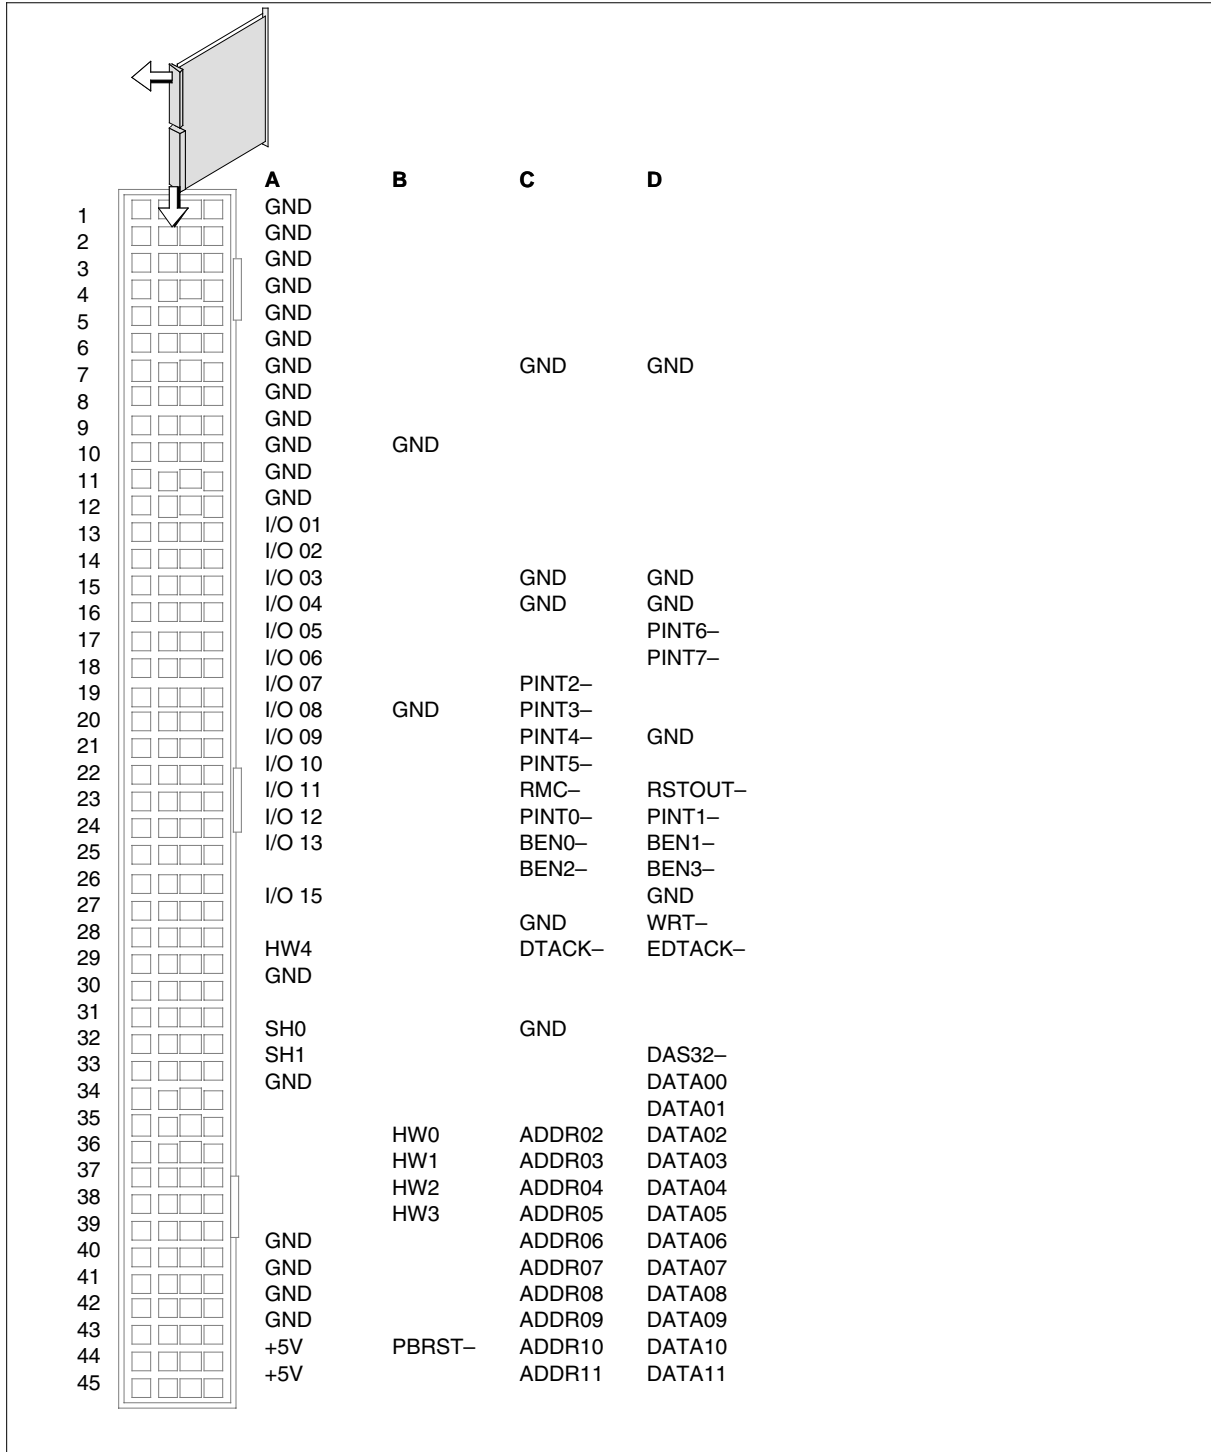 A B C D
1 GND
2 GND
3 GND
4 GND
5 GND
6 GND
7 GND GND GND
8 GND
9 GND
10 GND GND
11 GND
12 GND
13 I/O 01
14 I/O 02
15 I/O 03 GND GND
16 I/O 04 GND GND
17 I/O 05 PINT6–
18 I/O 06 PINT7–
19 I/O 07 PINT2–
20 I/O 08 GND PINT3–
21 I/O 09 PINT4– GND
22 I/O 10 PINT5–
23 I/O 11 RMC– RSTOUT–
24 I/O 12 PINT0– PINT1–
25 I/O 13 BEN0– BEN1–
26 BEN2– BEN3–
27 I/O 15 GND
28 GND WRT–
29 HW4 DTACK– EDTACK–
30 GND
31
32 SH0 GND
33 SH1 DAS32–
34 GND DATA00
35 DATA01
36 HW0 ADDR02 DATA02
37 HW1 ADDR03 DATA03
38 HW2 ADDR04 DATA04
39 HW3 ADDR05 DATA05
40 GND ADDR06 DATA06
41 GND ADDR07 DATA07
42 GND ADDR08 DATA08
43 GND ADDR09 DATA09
44 +5V PBRST– ADDR10 DATA10
45 +5V ADDR11 DATA11